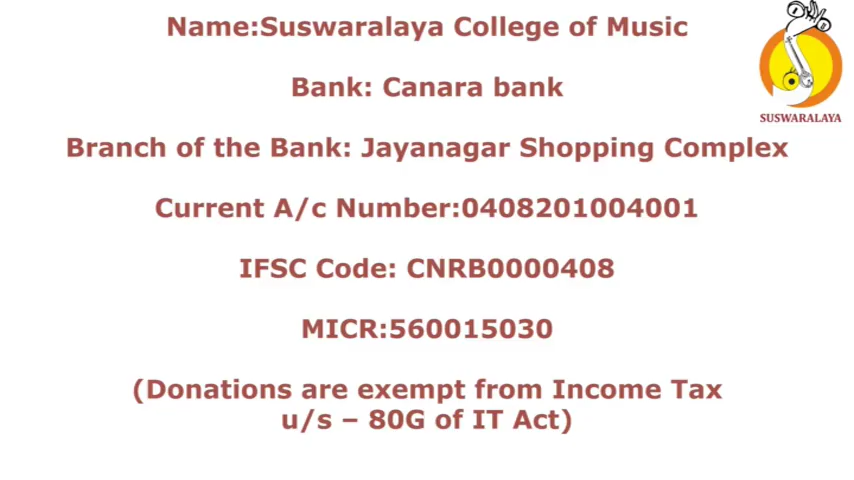 Name:Suswaralaya College of Music
Bank: Canara bank
SUSWARALAYA
Branch of the Bank: Jayanagar Shopping Complex
Current A/c Number:0408201004001
IFSC Code: CNRB0000408
MICR:560015030
(Donations are exempt from Income Tax
u/s – 80G of IT Act)